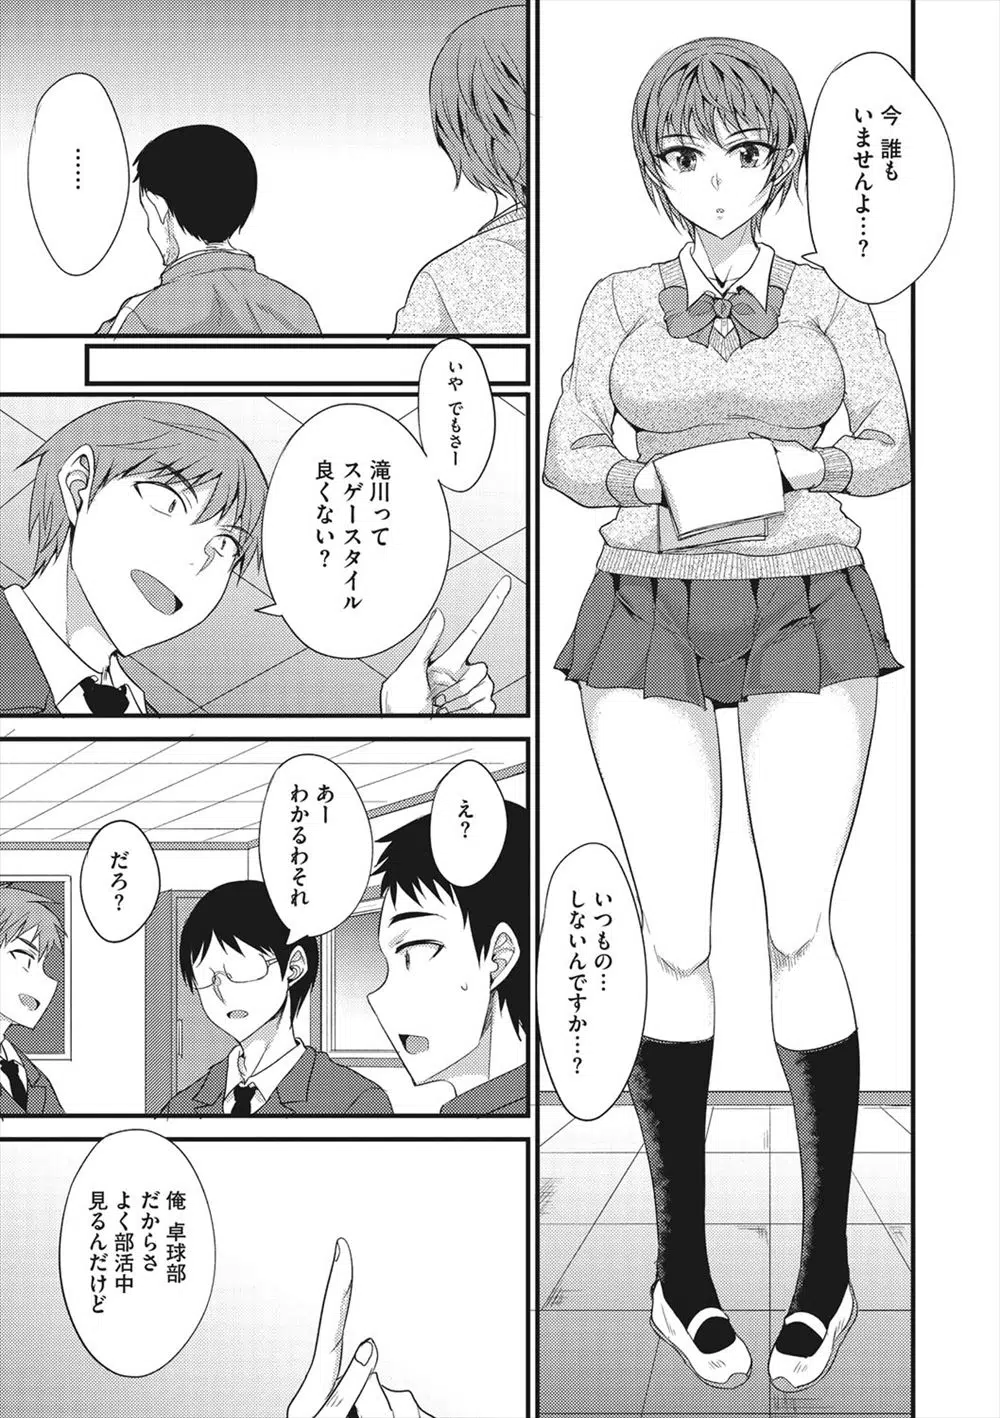 今 誰も
いませんよ…?
いつもの…
しないんですか…?
……
いや でもさー
滝川って
スゲースタイル
良くない?
え?
あー
わかるわそれ
だろ?
俺 卓球部
だからさ
よく部活中
見るんだけど